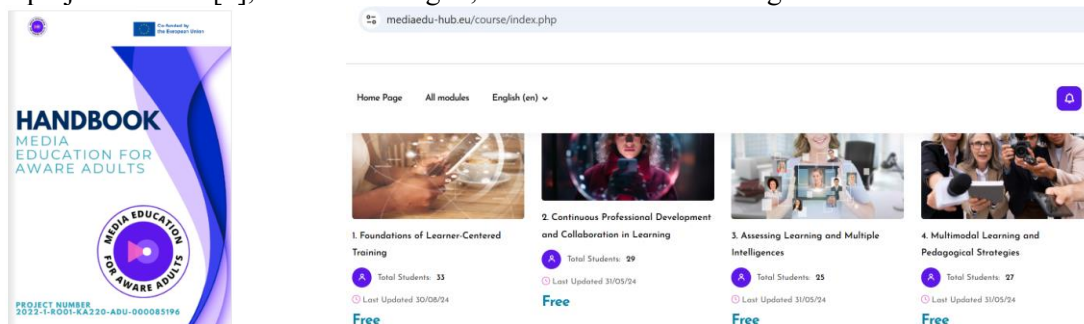 Co-funded by
the European Union
HANDBOOK
MEDIA
EDUCATION FOR
AWARE ADULTS
MEDIA EDUCATION
FOR AWARE ADULTS
PROJECT NUMBER
2022-1-RO01-KA220-ADU-000085196
mediaedu-hub.eu/course/index.php
Home Page All modules English (en)
1. Foundations of Learner-Centered
Training
Total Students: 33
Last Updated 30/08/24
Free
2. Continuous Professional Development
and Collaboration in Learning
Total Students: 29
Last Updated 31/05/24
Free
3. Assessing Learning and Multiple
Intelligences
Total Students: 25
Last Updated 31/05/24
Free
4. Multimodal Learning and
Pedagogical Strategies
Total Students: 27
Last Updated 31/05/24
Free